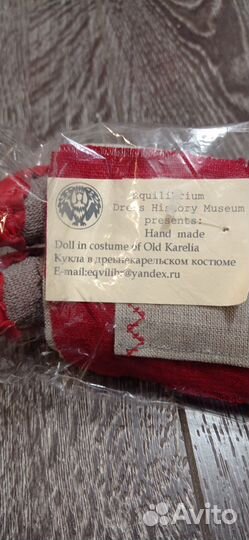 Equilibrium
Dress History Museum
presents:
Hand made
Doll in costume of Old Karelia
Кукла в древнекарельском костюме
E-mail:eqvilibr@yandex.ru
Avito